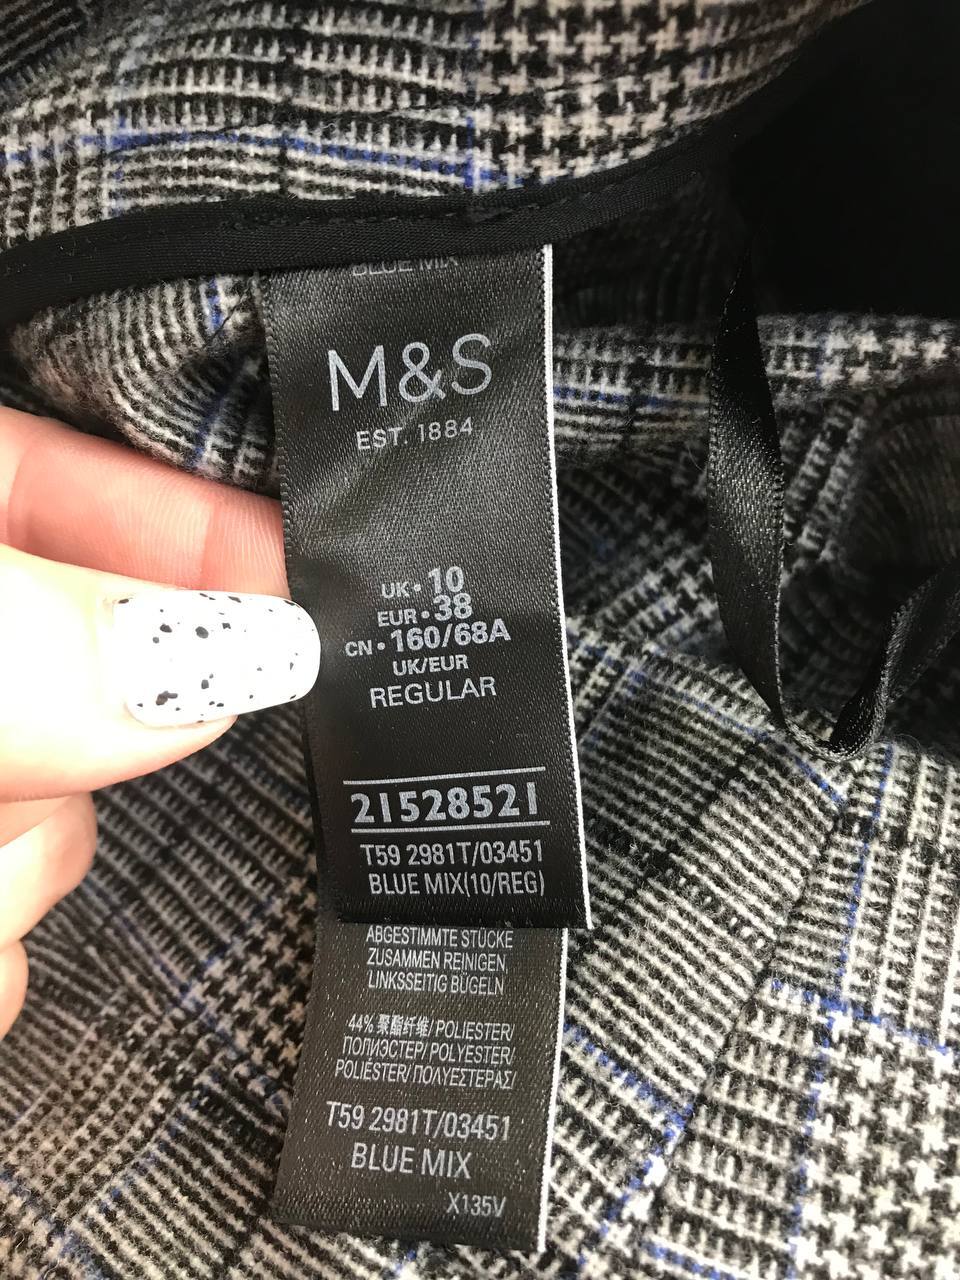 BLUE MIX
M&S
EST. 1884
UK • 10
EUR • 38
CN • 160/68A
UK/EUR
REGULAR
21528521
T59 2981T/03451
BLUE MIX(10/REG)
ABGESTIMMTE STÜCKE
ZUSAMMEN REINIGEN,
LINKSSEITIG BÜGELN
44% 聚酯纤维/ POLIESTER/
ПОЛИЭСТЕР/ POLYESTER/
POLIÉSTER/ ΠΟΛΥΕΣΤΕΡΑΣ/
T59 2981T/03451
BLUE MIX
X135V